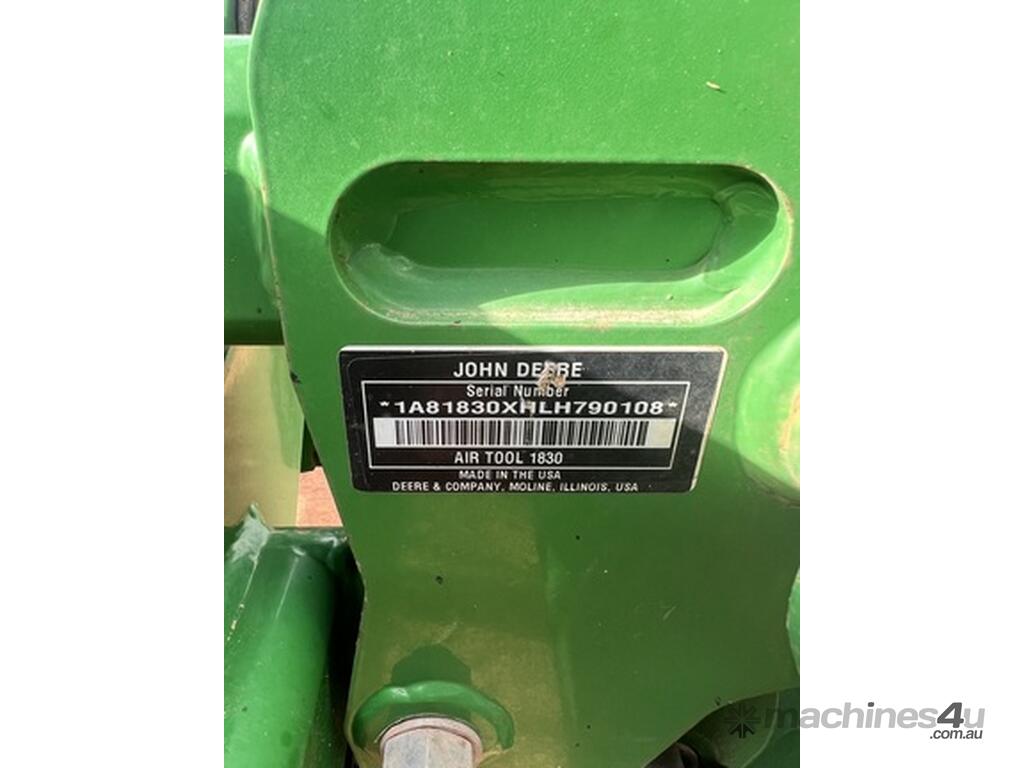 JOHN DEERE
Serial Number
*1A81830XHLH790108*
AIR TOOL 1830
MADE IN THE USA
DEERE & COMPANY, MOLINE, ILLINOIS, USA
machines4u
.com.au